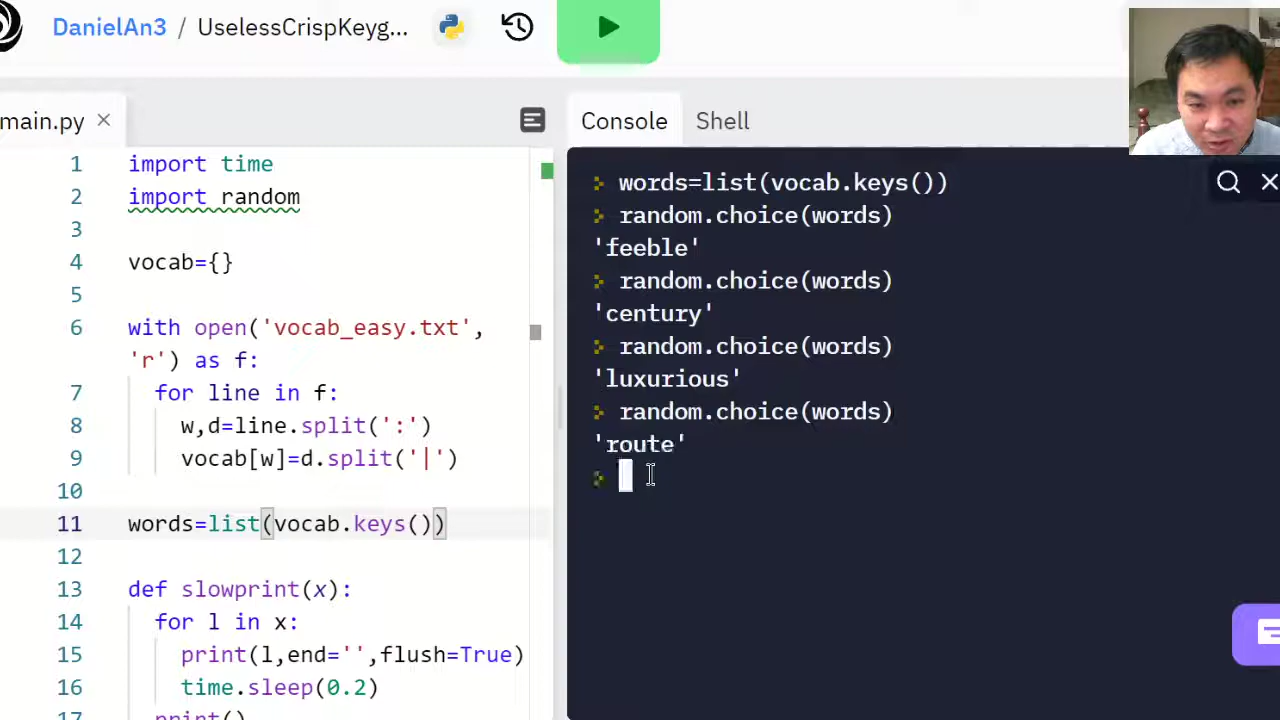 DanielAn3 / UselessCrispKeyg...
main.py ×
1 import time
2 import random
3
4 vocab={}
5
6 with open('vocab_easy.txt',
'r') as f:
7 for line in f:
8 w,d=line.split(':')
9 vocab[w]=d.split('|')
10
11 words=list(vocab.keys())
12
13 def slowprint(x):
14 for l in x:
15 print(l,end='',flush=True)
16 time.sleep(0.2)
17 print()
Console Shell
words=list(vocab.keys())
random.choice(words)
'feeble'
random.choice(words)
'century'
random.choice(words)
'luxurious'
random.choice(words)
'route'